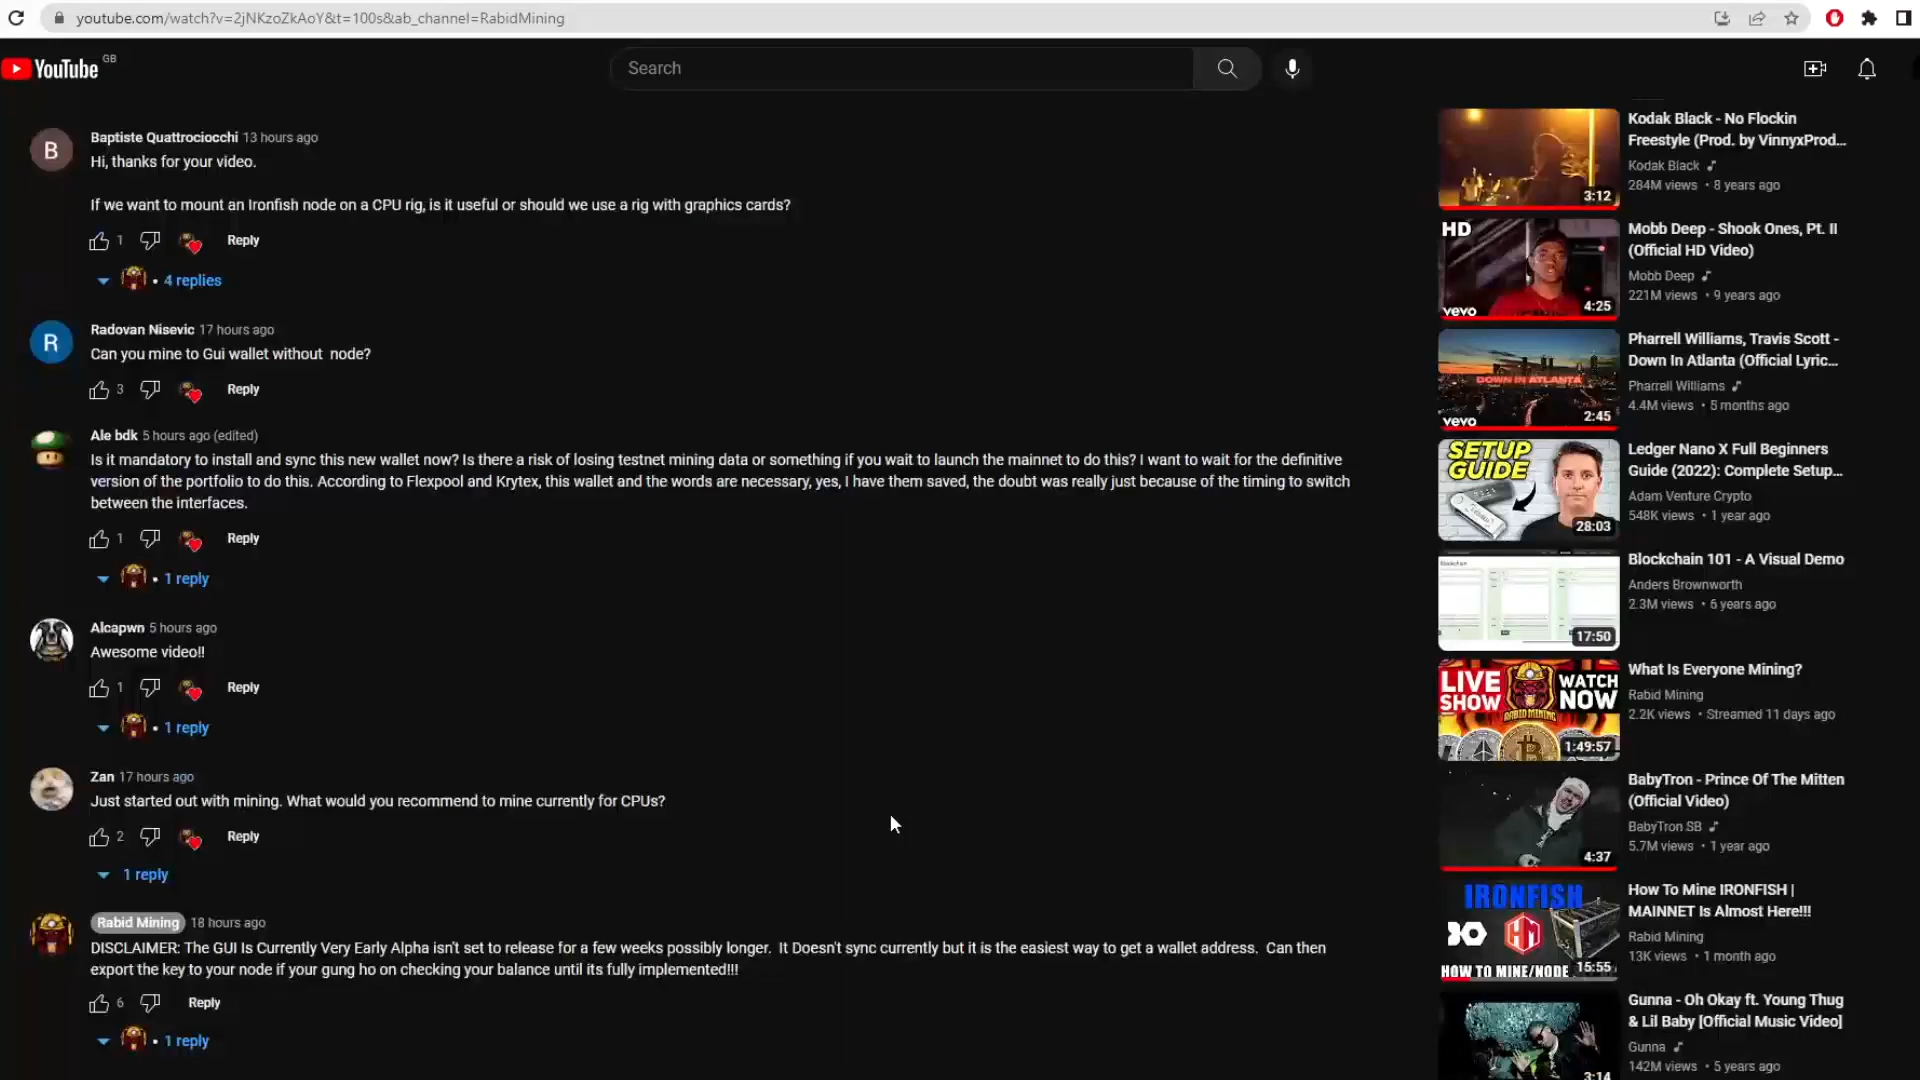 youtube.com/watch?v=2jNKzoZkAoY&t=100s&ab_channel=RabidMining
YouTube GB
Search
B
Baptiste Quattrociocchi 13 hours ago
Hi, thanks for your video.
If we want to mount an Ironfish node on a CPU rig, is it useful or should we use a rig with graphics cards?
1 Reply
• 4 replies
R
Radovan Nisevic 17 hours ago
Can you mine to Gui wallet without node?
3 Reply
Ale bdk 5 hours ago (edited)
Is it mandatory to install and sync this new wallet now? Is there a risk of losing testnet mining data or something if you wait to launch the mainnet to do this? I want to wait for the definitive
version of the portfolio to do this. According to Flexpool and Krytex, this wallet and the words are necessary, yes, I have them saved, the doubt was really just because of the timing to switch
between the interfaces.
1 Reply
• 1 reply
Alcapwn 5 hours ago
Awesome video!!
1 Reply
• 1 reply
Zan 17 hours ago
Just started out with mining. What would you recommend to mine currently for CPUs?
2 Reply
1 reply
Rabid Mining 18 hours ago
DISCLAIMER: The GUI Is Currently Very Early Alpha isn't set to release for a few weeks possibly longer. It Doesn't sync currently but it is the easiest way to get a wallet address. Can then
export the key to your node if your gung ho on checking your balance until its fully implemented!!!
6 Reply
• 1 reply
3:12
Kodak Black - No Flockin
Freestyle (Prod. by VinnyxProd...
Kodak Black
284M views • 8 years ago
HD
vevo
4:25
Mobb Deep - Shook Ones, Pt. II
(Official HD Video)
Mobb Deep
221M views • 9 years ago
DOWN IN ATLANTA
vevo
2:45
Pharrell Williams, Travis Scott -
Down In Atlanta (Official Lyric...
Pharrell Williams
4.4M views • 5 months ago
SETUP
GUIDE
28:03
Ledger Nano X Full Beginners
Guide (2022): Complete Setup...
Adam Venture Crypto
548K views • 1 year ago
17:50
Blockchain 101 - A Visual Demo
Anders Brownworth
2.3M views • 6 years ago
LIVE
SHOW
WATCH
NOW
RABID MINING
1:49:57
What Is Everyone Mining?
Rabid Mining
2.2K views • Streamed 11 days ago
4:37
BabyTron - Prince Of The Mitten
(Official Video)
BabyTron SB
5.7M views • 1 year ago
IRONFISH
HOW TO MINE/NODE
15:55
How To Mine IRONFISH |
MAINNET Is Almost Here!!!
Rabid Mining
13K views • 1 month ago
3:14
Gunna - Oh Okay ft. Young Thug
& Lil Baby [Official Music Video]
Gunna
142M views • 5 years ago